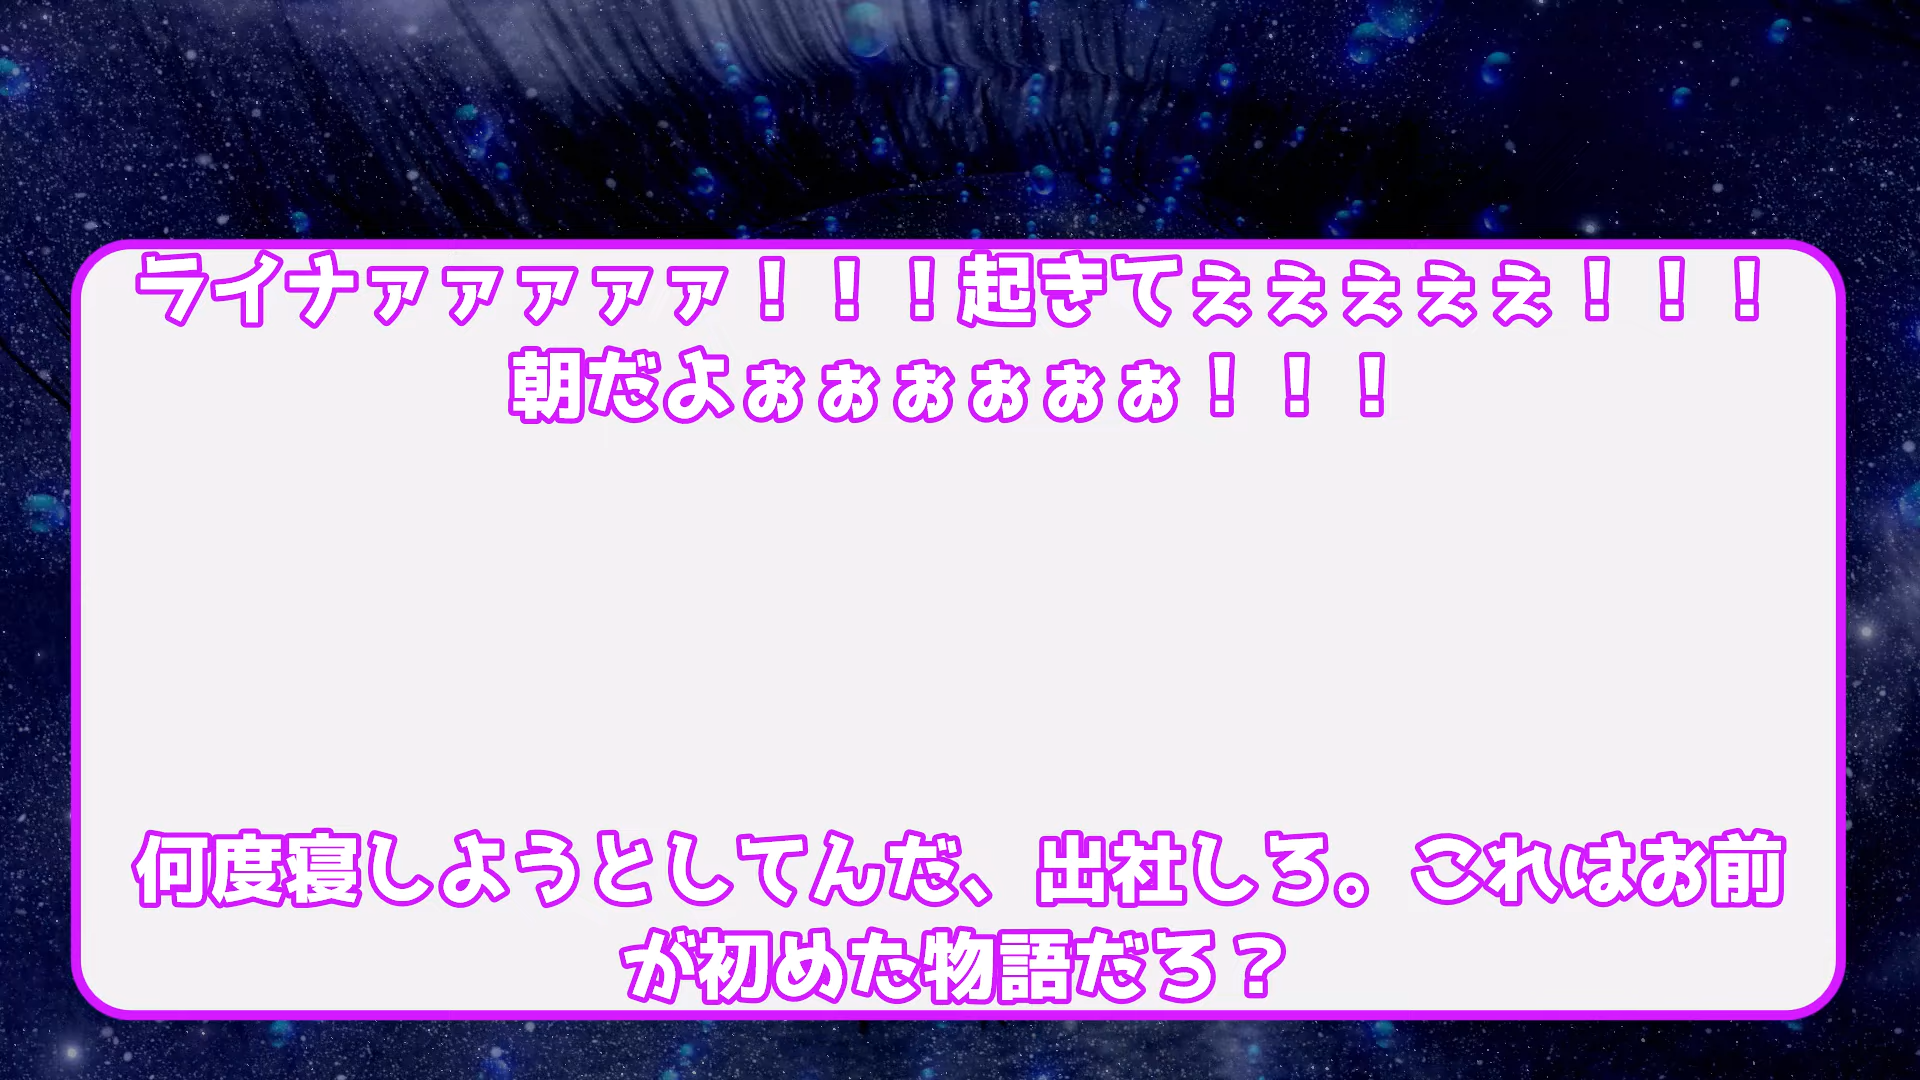 ライナァァァァァ！！！起きてぇぇぇぇぇ！！！
朝だよぉぉぉぉぉぉ！！！
何度寝しようとしてんだ、出社しろ。これはお前
が初めた物語だろ？